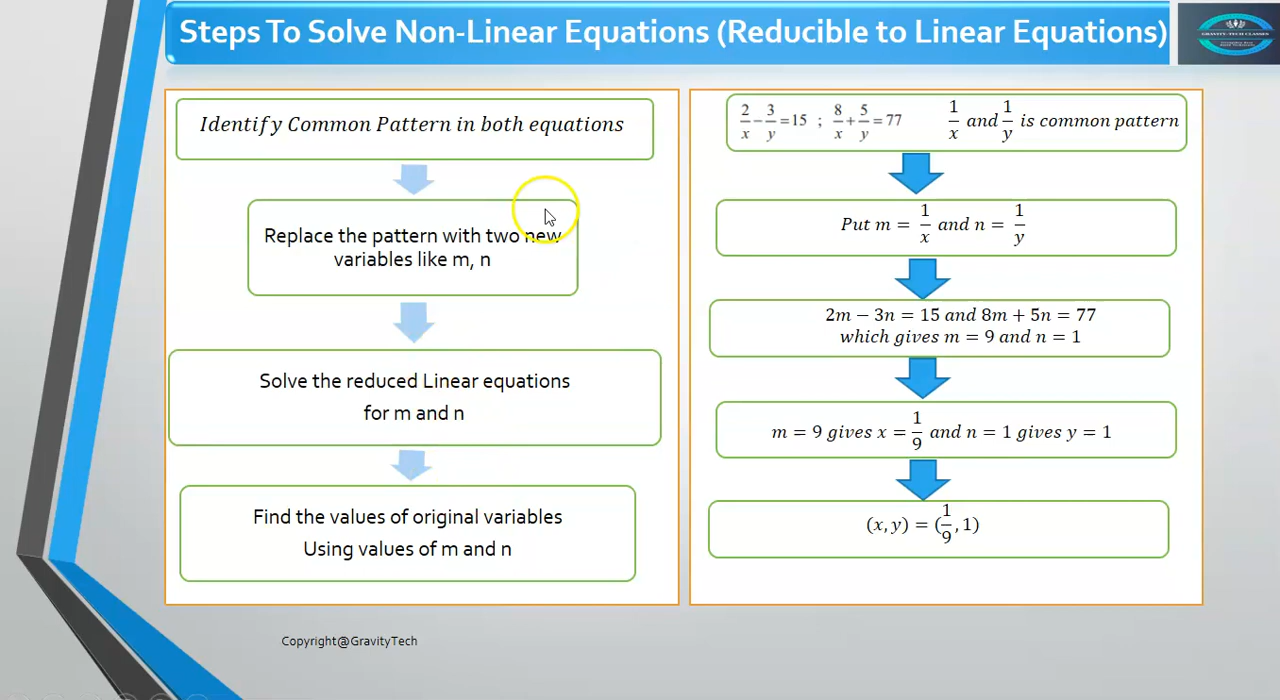 Steps To Solve Non-Linear Equations (Reducible to Linear Equations)
GRAVITY-TECH CLASSES
Identify Common Pattern in both equations
Replace the pattern with two new
variables like m, n
Solve the reduced Linear equations
for m and n
Find the values of original variables
Using values of m and n
2/x − 3/y = 15 ; 8/x + 5/y = 77 1/x and 1/y is common pattern
Put m = 1/x and n = 1/y
2m − 3n = 15 and 8m + 5n = 77
which gives m = 9 and n = 1
m = 9 gives x = 1/9 and n = 1 gives y = 1
(x, y) = (1/9, 1)
Copyright@GravityTech